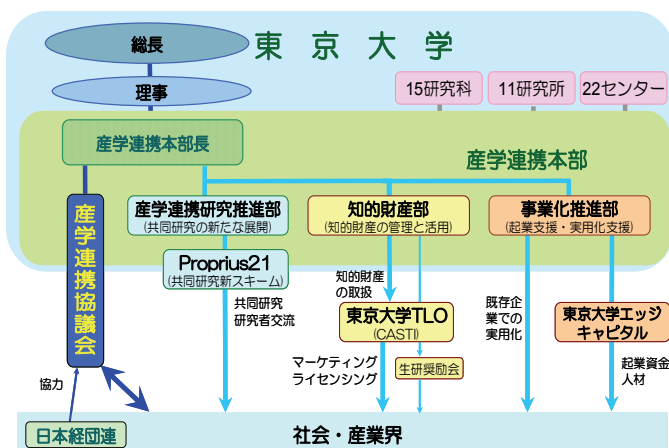 総長
東京大学
理事
15研究科
11研究所
22センター
産学連携本部長
産学連携本部
産学連携協議会
産学連携研究推進部
(共同研究の新たな展開)
知的財産部
(知的財産の管理と活用)
事業化推進部
(起業支援・実用化支援)
Proprius21
(共同研究新スキーム)
知的財産
の取扱
共同研究
研究者交流
東京大学TLO
(CASTI)
既存企
業での
実用化
東京大学エッジ
キャピタル
マーケティング
ライセンシング
生研奨励会
起業資金
人材
協力
日本経団連
社会・産業界